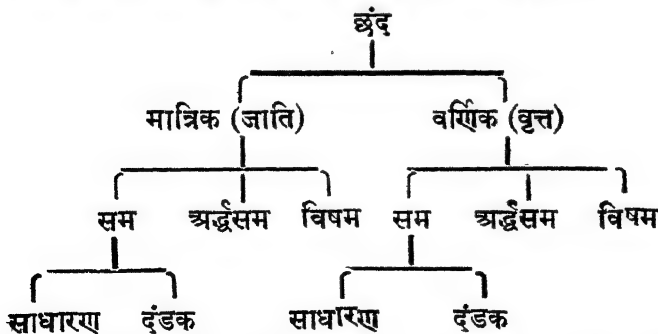 छंद
मात्रिक (जाति) वर्णिक (वृत्त)
सम अर्द्धसम विषम सम अर्द्धसम विषम
साधारण दंडक साधारण दंडक